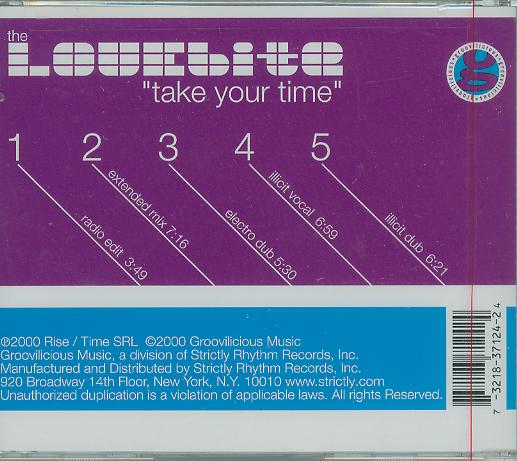 the
LOVEbite
"take your time"
groovilicious groovilicious groovilicious
g
1 2 3 4 5
radio edit 3:49
extended mix 7:16
electro dub 5:30
illicit vocal 6:59
illicit dub 6:21
℗2000 Rise / Time SRL ©2000 Groovilicious Music
Groovilicious Music, a division of Strictly Rhythm Records, Inc.
Manufactured and Distributed by Strictly Rhythm Records, Inc.
920 Broadway 14th Floor, New York, N.Y. 10010 www.strictly.com
Unauthorized duplication is a violation of applicable laws. All rights Reserved.
7 -3218-37124-2 4